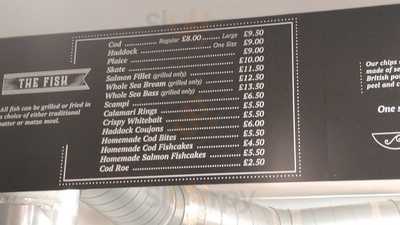 THE FISH
All fish can be grilled or fried in
a choice of either traditional
batter or matzo meal.
Cod Regular £8.00 Large £9.50
Haddock One Size £9.00
Plaice £9.00
Skate £10.00
Salmon Fillet (grilled only) £11.50
Whole Sea Bream (grilled only) £12.50
Whole Sea Bass (grilled only) £13.50
Scampi £6.50
Calamari Rings £5.50
Crispy Whitebait £5.50
Haddock Goujons £6.00
Homemade Cod Bites £5.50
Homemade Cod Fishcakes £4.50
Homemade Salmon Fishcakes £5.50
Cod Roe £2.50
Our chips
made of se
British po
peel and c
One s